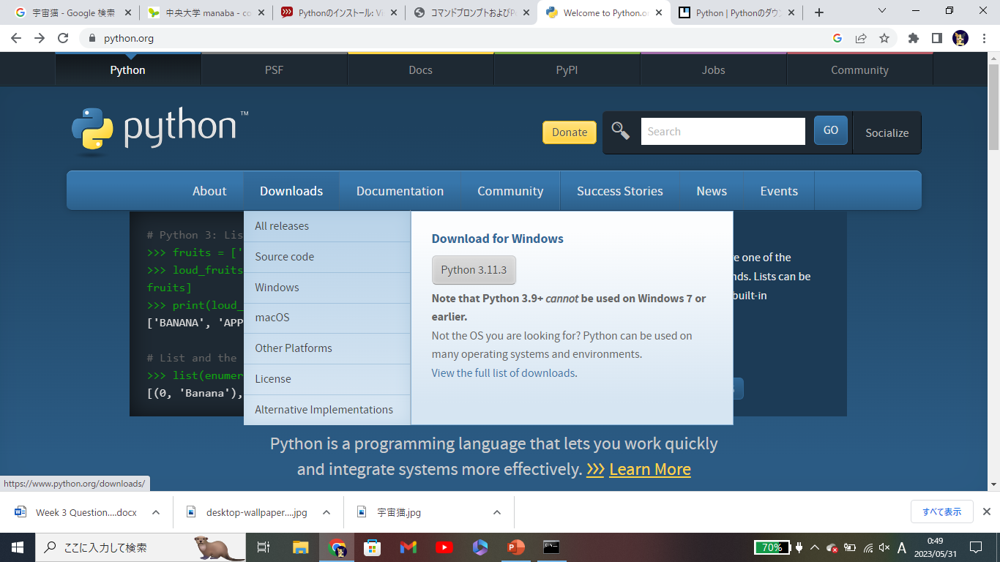 宇宙猫 - Google 検索
中央大学 manaba - co
Pythonのインストール: Vi
コマンドプロンプトおよびP
Welcome to Python.or
Python | Pythonのダウン
python.org
Python
PSF
Docs
PyPI
Jobs
Community
python™
Donate
Search
GO
Socialize
About
Downloads
Documentation
Community
Success Stories
News
Events
All releases
Source code
Windows
macOS
Other Platforms
License
Alternative Implementations
Download for Windows
Python 3.11.3
Note that Python 3.9+ cannot be used on Windows 7 or
earlier.
Not the OS you are looking for? Python can be used on
many operating systems and environments.
View the full list of downloads.
# Python 3: Lis
>>> fruits = ['
>>> loud_fruits
fruits]
>>> print(loud_
['BANANA', 'APP
# List and the
>>> list(enumer
[(0, 'Banana'),
e one of the
nds. Lists can be
built-in
Python is a programming language that lets you work quickly
and integrate systems more effectively. >>> Learn More
https://www.python.org/downloads/
Week 3 Question....docx
desktop-wallpaper....jpg
宇宙猫.jpg
すべて表示
ここに入力して検索
70%
A
0:49
2023/05/31